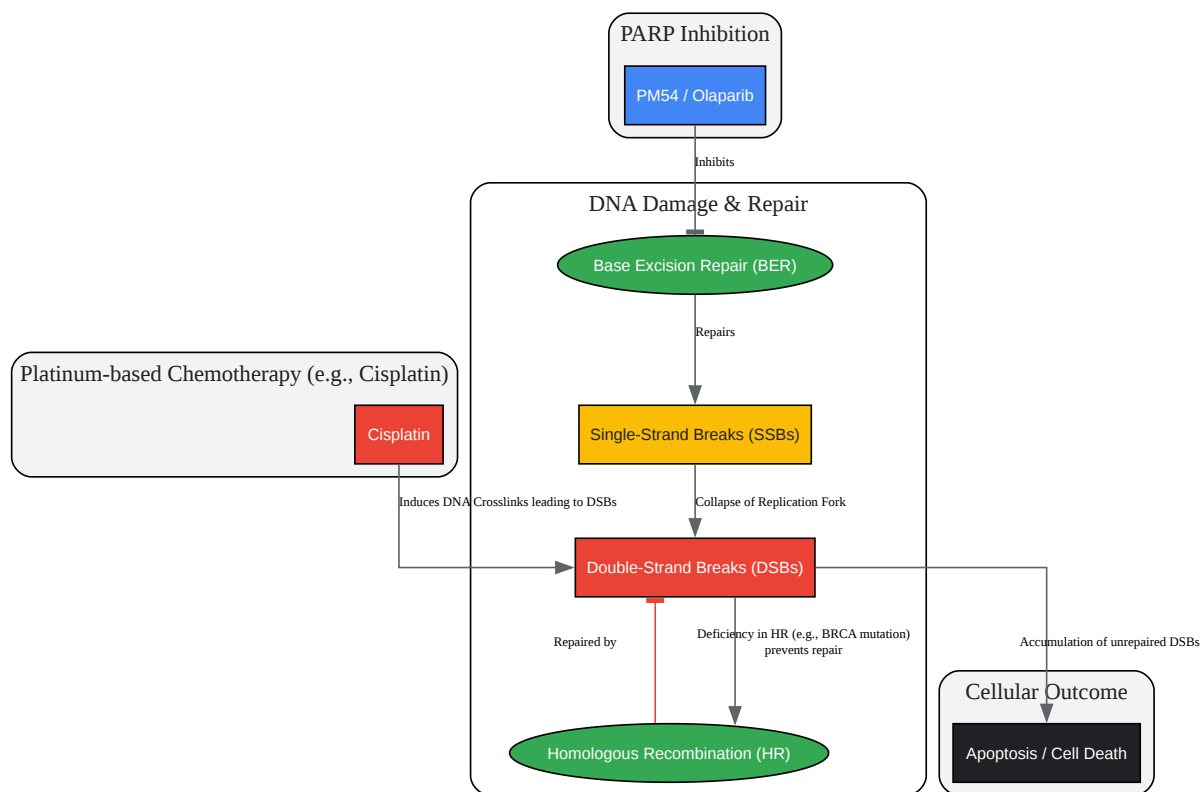 PARP Inhibition
PM54 / Olaparib
Inhibits
DNA Damage & Repair
Base Excision Repair (BER)
Repairs
Platinum-based Chemotherapy (e.g., Cisplatin)
Cisplatin
Single-Strand Breaks (SSBs)
Induces DNA Crosslinks leading to DSBs
Collapse of Replication Fork
Double-Strand Breaks (DSBs)
Repaired by
Deficiency in HR (e.g., BRCA mutation)
prevents repair
Accumulation of unrepaired DSBs
Cellular Outcome
Homologous Recombination (HR)
Apoptosis / Cell Death